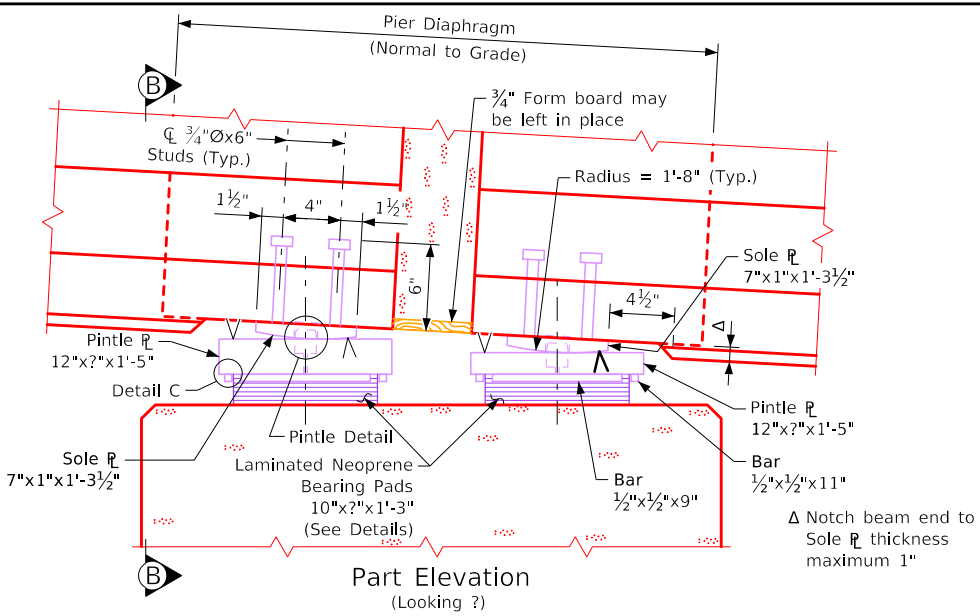 Pier Diaphragm
(Normal to Grade)
B
¾" Form board may
be left in place
℄ ¾"Øx6"
Studs (Typ.)
Radius = 1'-8" (Typ.)
1½"
4"
1½"
6"
Sole ℄
7"x1"x1'-3½"
4½"
Δ
Pintle ℄
12"x?"x1'-5"
Detail C
Pintle ℄
12"x?"x1'-5"
Pintle Detail
Sole ℄
7"x1"x1'-3½"
Laminated Neoprene
Bearing Pads
10"x?"x1'-3"
(See Details)
Bar
½"x½"x9"
Bar
½"x½"x11"
Δ Notch beam end to
Sole ℄ thickness
maximum 1"
B
Part Elevation
(Looking ?)